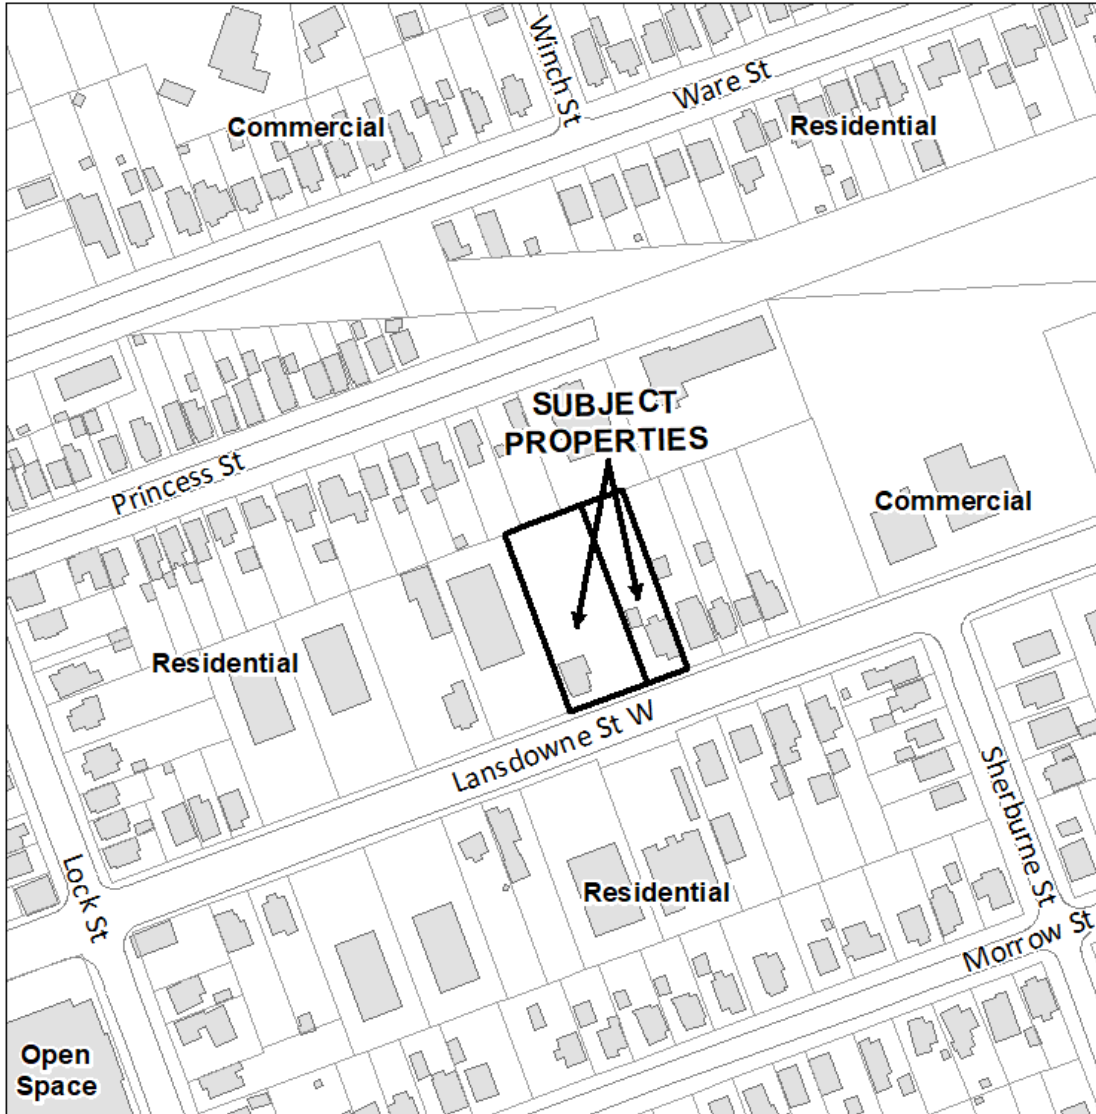 Winch St
Ware St
Commercial
Residential
SUBJECT
PROPERTIES
Princess St
Commercial
Residential
Lansdowne St W
Sherburne St
Lock St
Residential
Morrow St
Open
Space